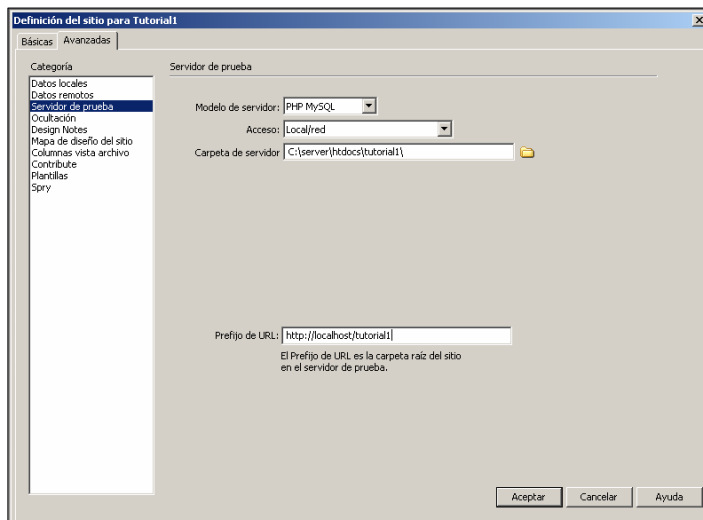 Definición del sitio para Tutorial1
Básicas
Avanzadas
Categoría
Datos locales
Datos remotos
Servidor de prueba
Ocultación
Design Notes
Mapa de diseño del sitio
Columnas vista archivo
Contribute
Plantillas
Spry
Servidor de prueba
Modelo de servidor: PHP MySQL
Acceso: Local/red
Carpeta de servidor C:\server\htdocs\tutorial1\
Prefijo de URL: http://localhost/tutorial1
El Prefijo de URL es la carpeta raíz del sitio
en el servidor de prueba.
Aceptar
Cancelar
Ayuda